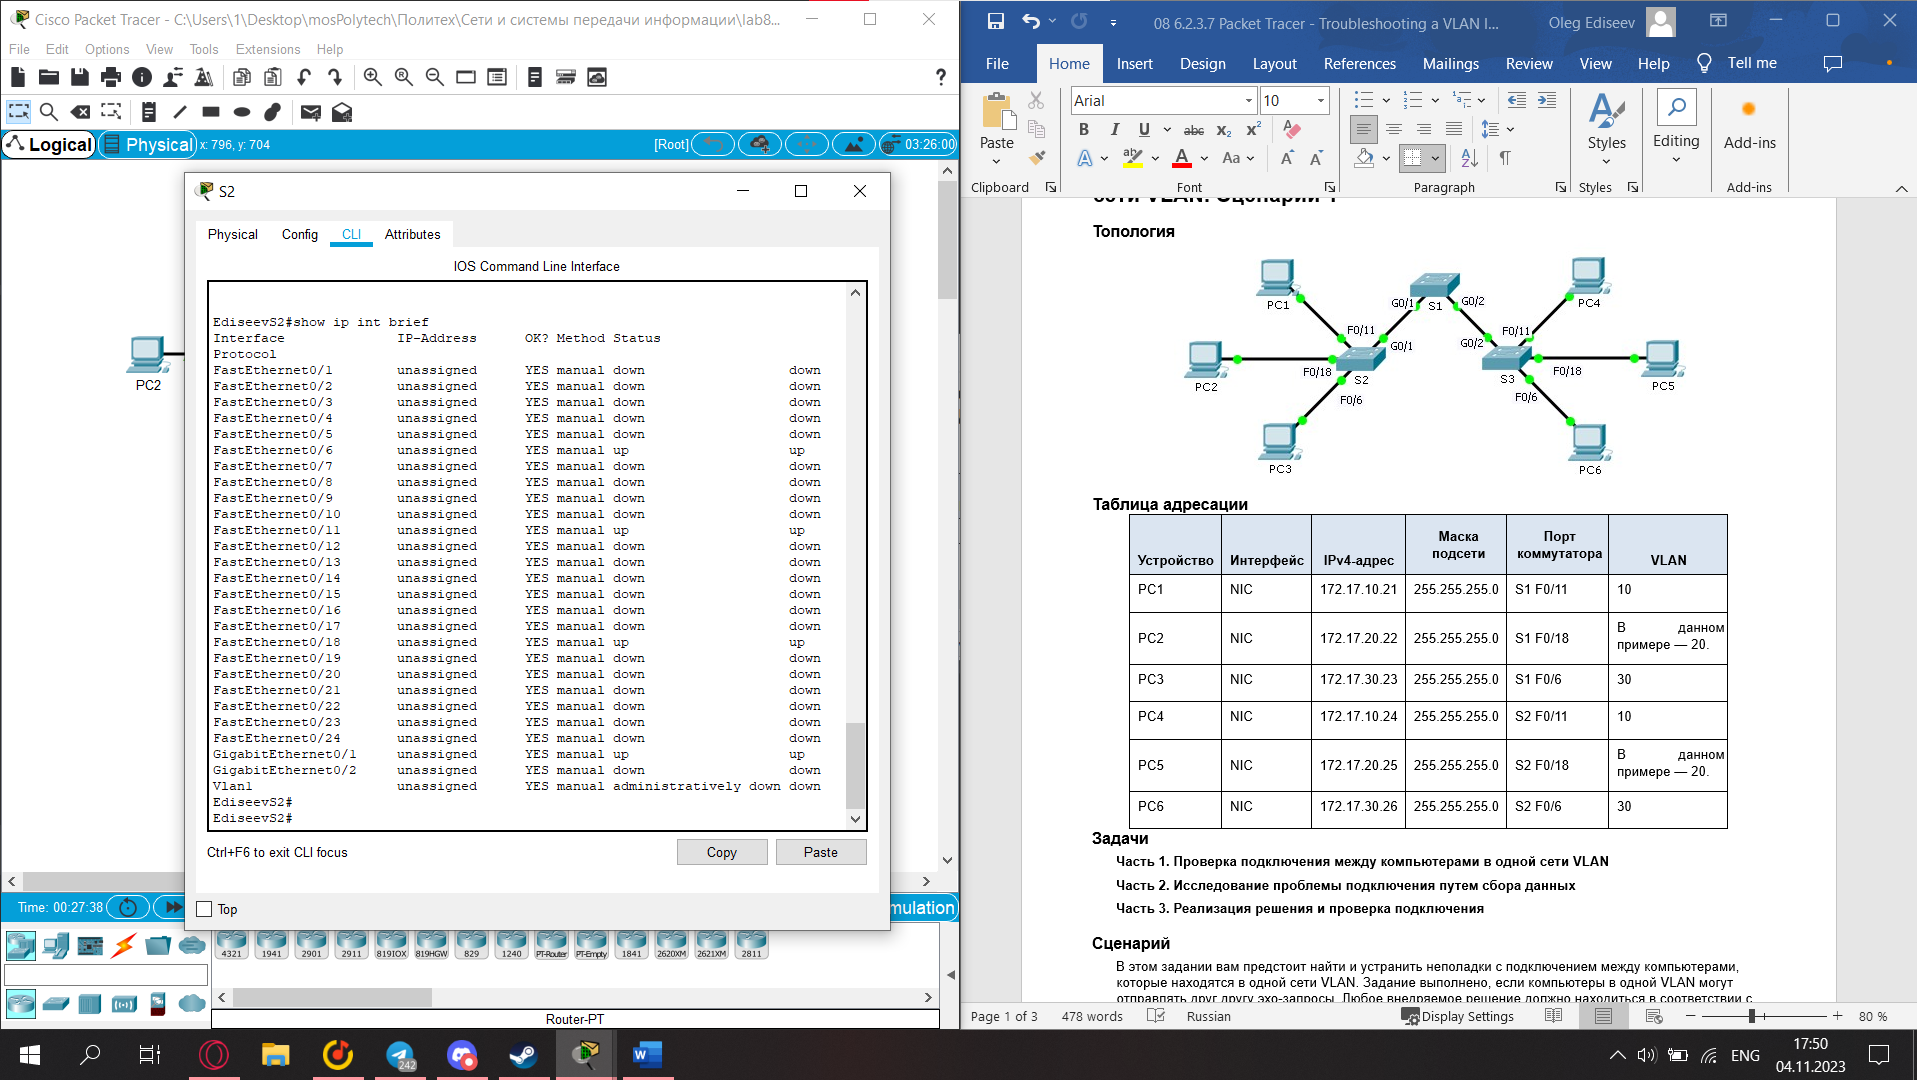 Cisco Packet Tracer - C:\Users\1\Desktop\mosPolytech\Политех\Сети и системы передачи информации\lab8...
File Edit Options View Tools Extensions Help
Logical Physical x: 796, y: 704 [Root] 03:26:00
PC2
S2
Physical Config CLI Attributes
IOS Command Line Interface
EdiseevS2#show ip int brief
Interface IP-Address OK? Method Status
Protocol
FastEthernet0/1 unassigned YES manual down down
FastEthernet0/2 unassigned YES manual down down
FastEthernet0/3 unassigned YES manual down down
FastEthernet0/4 unassigned YES manual down down
FastEthernet0/5 unassigned YES manual down down
FastEthernet0/6 unassigned YES manual up up
FastEthernet0/7 unassigned YES manual down down
FastEthernet0/8 unassigned YES manual down down
FastEthernet0/9 unassigned YES manual down down
FastEthernet0/10 unassigned YES manual down down
FastEthernet0/11 unassigned YES manual up up
FastEthernet0/12 unassigned YES manual down down
FastEthernet0/13 unassigned YES manual down down
FastEthernet0/14 unassigned YES manual down down
FastEthernet0/15 unassigned YES manual down down
FastEthernet0/16 unassigned YES manual down down
FastEthernet0/17 unassigned YES manual down down
FastEthernet0/18 unassigned YES manual up up
FastEthernet0/19 unassigned YES manual down down
FastEthernet0/20 unassigned YES manual down down
FastEthernet0/21 unassigned YES manual down down
FastEthernet0/22 unassigned YES manual down down
FastEthernet0/23 unassigned YES manual down down
FastEthernet0/24 unassigned YES manual down down
GigabitEthernet0/1 unassigned YES manual up up
GigabitEthernet0/2 unassigned YES manual down down
Vlan1 unassigned YES manual administratively down down
EdiseevS2#
EdiseevS2#
Ctrl+F6 to exit CLI focus Copy Paste
Top
Time: 00:27:38 mulation
4321 1941 2901 2911 819IOX 819HGW 829 1240 PT-Router PT-Empty 1841 2620XM 2621XM 2811
Router-PT
08 6.2.3.7 Packet Tracer - Troubleshooting a VLAN I... Oleg Ediseev
File Home Insert Design Layout References Mailings Review View Help Tell me
Arial 10
Paste Styles Editing Add-ins
Clipboard Font Paragraph Styles Add-ins
сети VLAN. Сценарий 1
Топология
PC1 G0/1 S1 G0/2 PC4
F0/11 F0/11
G0/1 G0/2
PC2 F0/18 S2 S3 F0/18 PC5
F0/6 F0/6
PC3 PC6
Таблица адресации
Устройство Интерфейс IPv4-адрес Маска подсети Порт коммутатора VLAN
PC1 NIC 172.17.10.21 255.255.255.0 S1 F0/11 10
PC2 NIC 172.17.20.22 255.255.255.0 S1 F0/18 В данном примере — 20.
PC3 NIC 172.17.30.23 255.255.255.0 S1 F0/6 30
PC4 NIC 172.17.10.24 255.255.255.0 S2 F0/11 10
PC5 NIC 172.17.20.25 255.255.255.0 S2 F0/18 В данном примере — 20.
PC6 NIC 172.17.30.26 255.255.255.0 S2 F0/6 30
Задачи
Часть 1. Проверка подключения между компьютерами в одной сети VLAN
Часть 2. Исследование проблемы подключения путем сбора данных
Часть 3. Реализация решения и проверка подключения
Сценарий
В этом задании вам предстоит найти и устранить неполадки с подключением между компьютерами,
которые находятся в одной сети VLAN. Задание выполнено, если компьютеры в одной VLAN могут
отправлять друг другу эхо-запросы. Любое внедряемое решение должно находиться в соответствии с
Page 1 of 3 478 words Russian Display Settings 80 %
242 ENG 17:50
04.11.2023